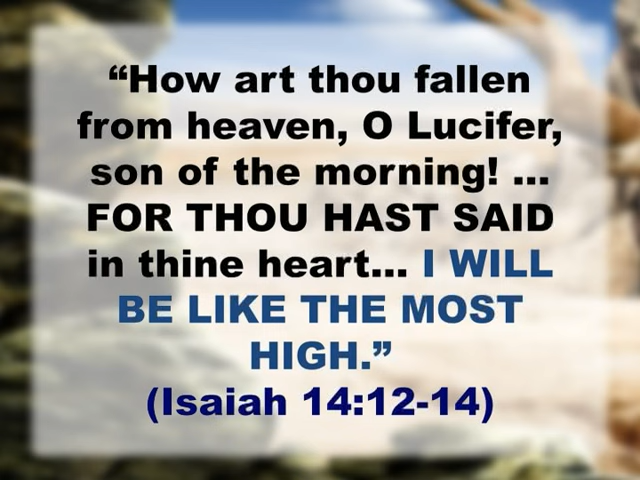 “How art thou fallen
from heaven, O Lucifer,
son of the morning! ...
FOR THOU HAST SAID
in thine heart... I WILL
BE LIKE THE MOST
HIGH.”
(Isaiah 14:12-14)